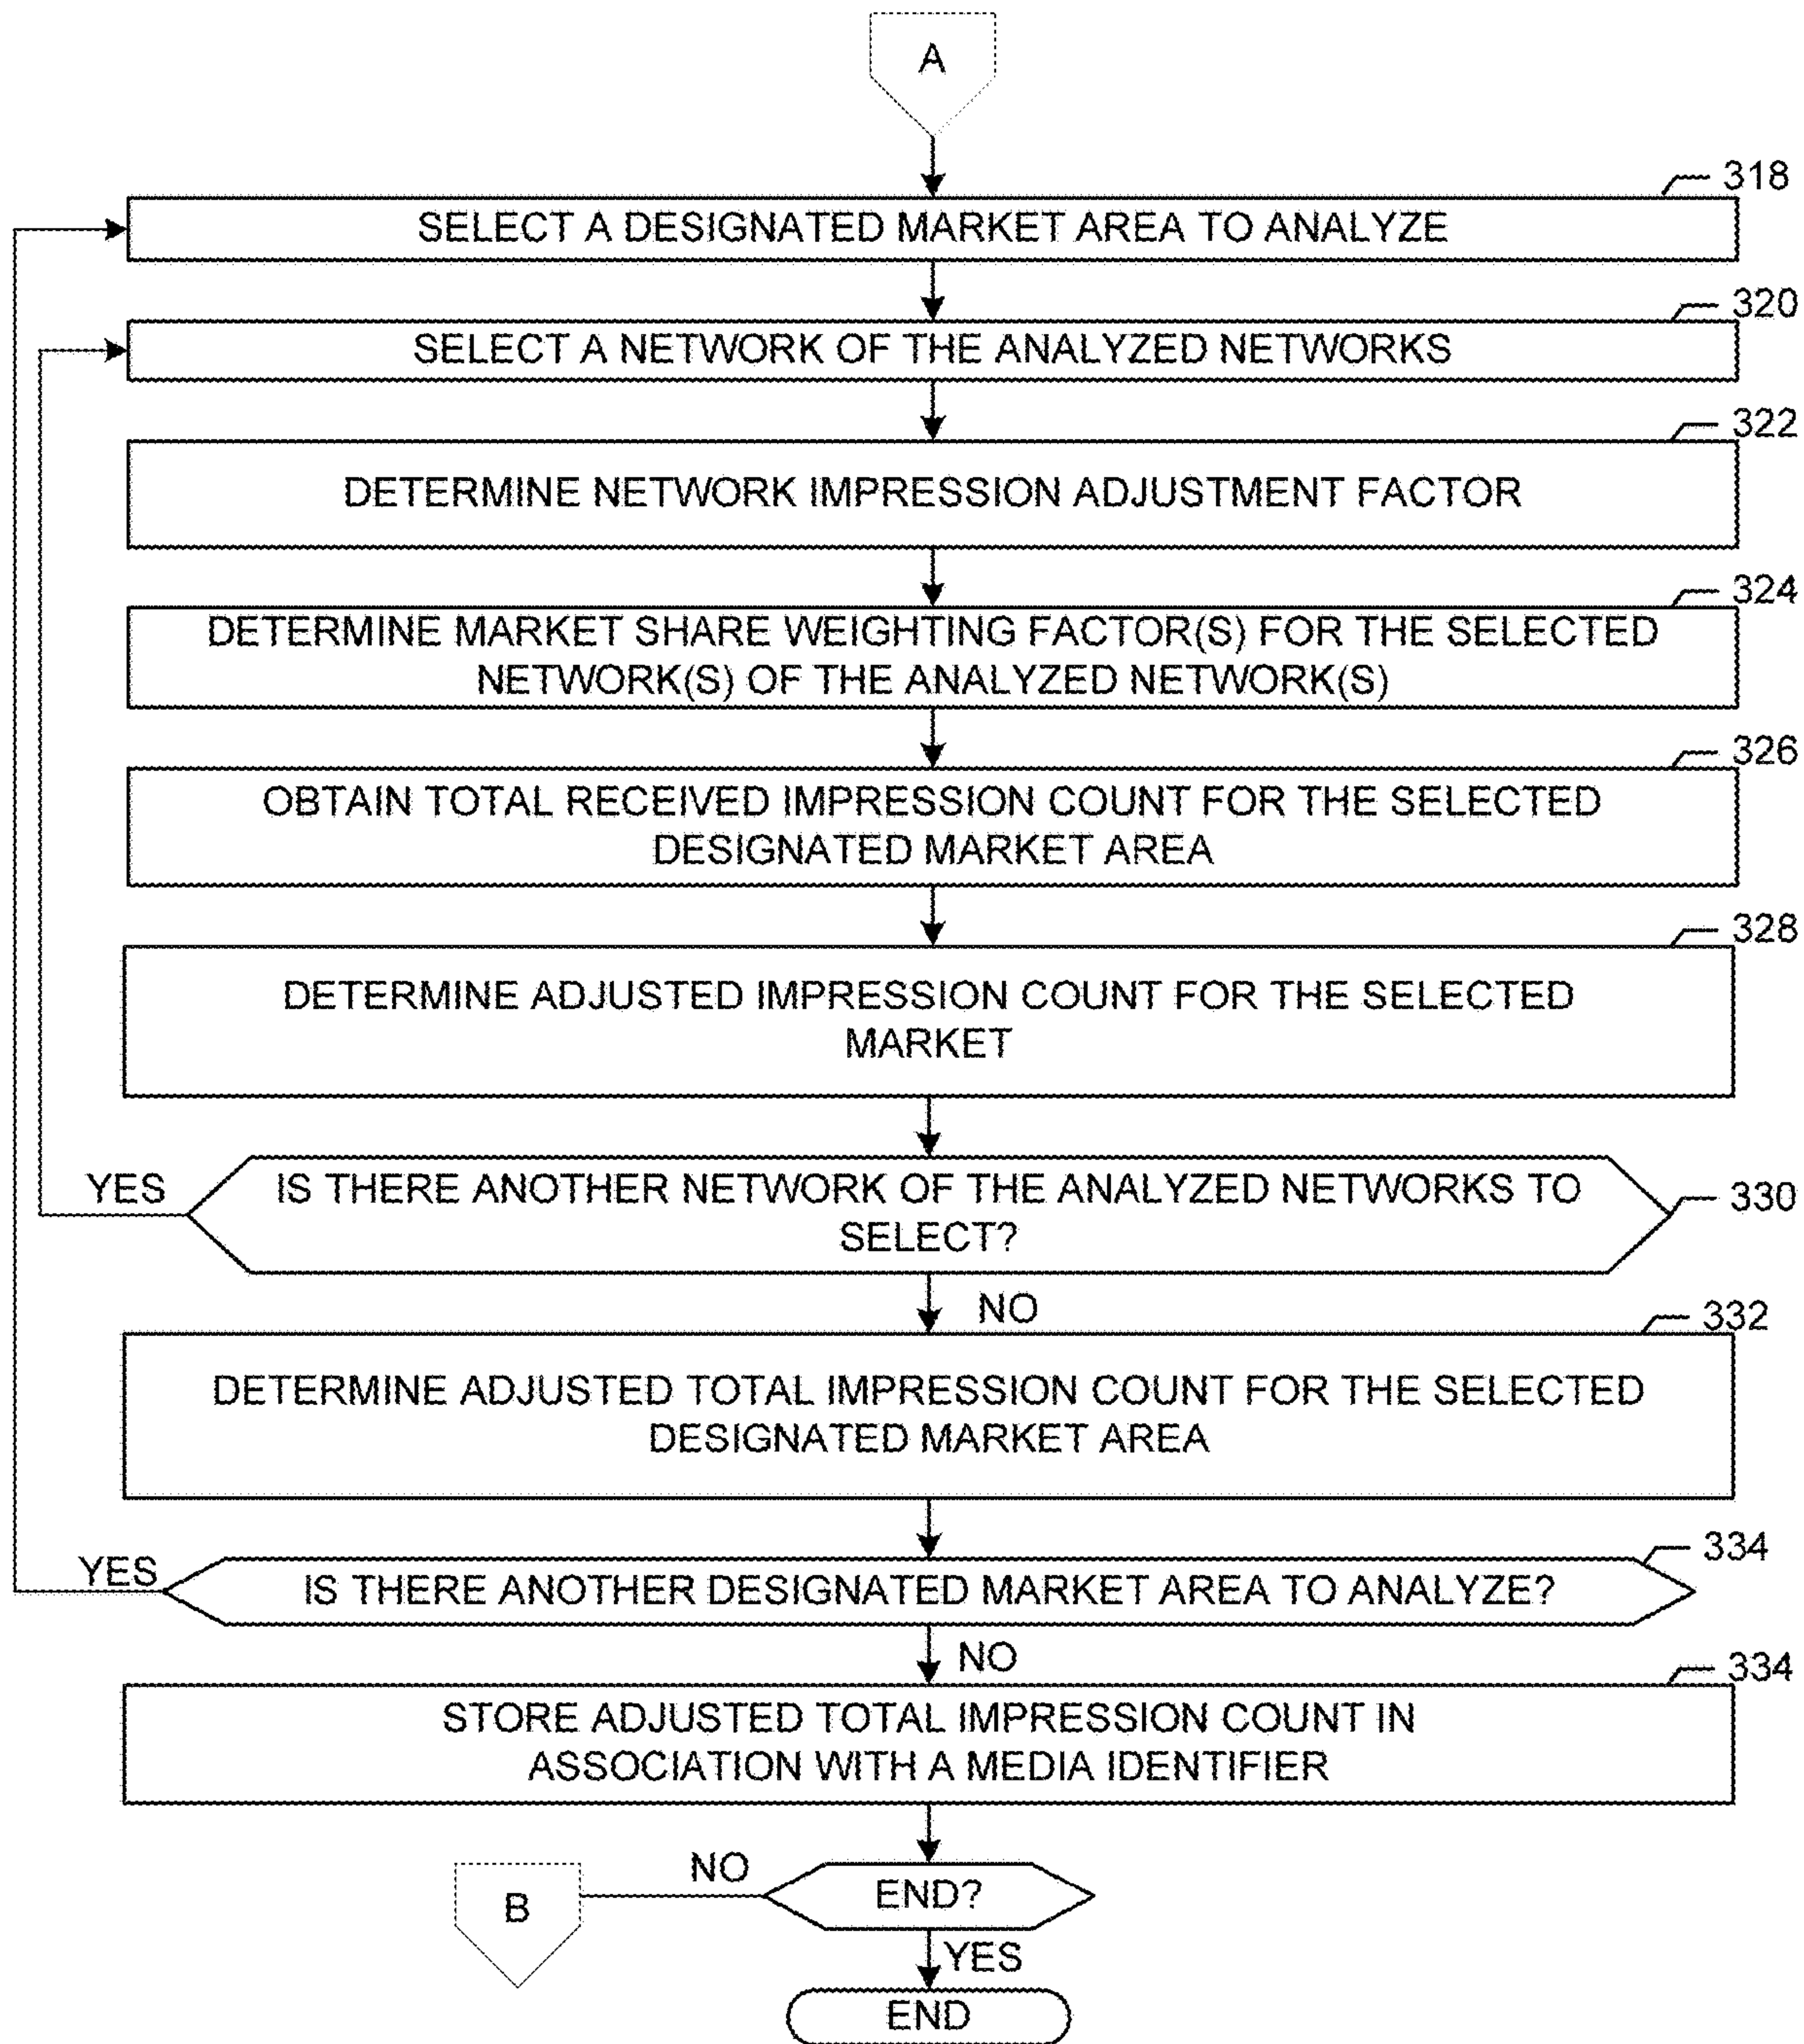 A
318
SELECT A DESIGNATED MARKET AREA TO ANALYZE
320
SELECT A NETWORK OF THE ANALYZED NETWORKS
322
DETERMINE NETWORK IMPRESSION ADJUSTMENT FACTOR
324
DETERMINE MARKET SHARE WEIGHTING FACTOR(S) FOR THE SELECTED
NETWORK(S) OF THE ANALYZED NETWORK(S)
326
OBTAIN TOTAL RECEIVED IMPRESSION COUNT FOR THE SELECTED
DESIGNATED MARKET AREA
328
DETERMINE ADJUSTED IMPRESSION COUNT FOR THE SELECTED
MARKET
YES
IS THERE ANOTHER NETWORK OF THE ANALYZED NETWORKS TO
SELECT?
330
NO
332
DETERMINE ADJUSTED TOTAL IMPRESSION COUNT FOR THE SELECTED
DESIGNATED MARKET AREA
334
YES
IS THERE ANOTHER DESIGNATED MARKET AREA TO ANALYZE?
NO
334
STORE ADJUSTED TOTAL IMPRESSION COUNT IN
ASSOCIATION WITH A MEDIA IDENTIFIER
NO
END?
B
YES
END